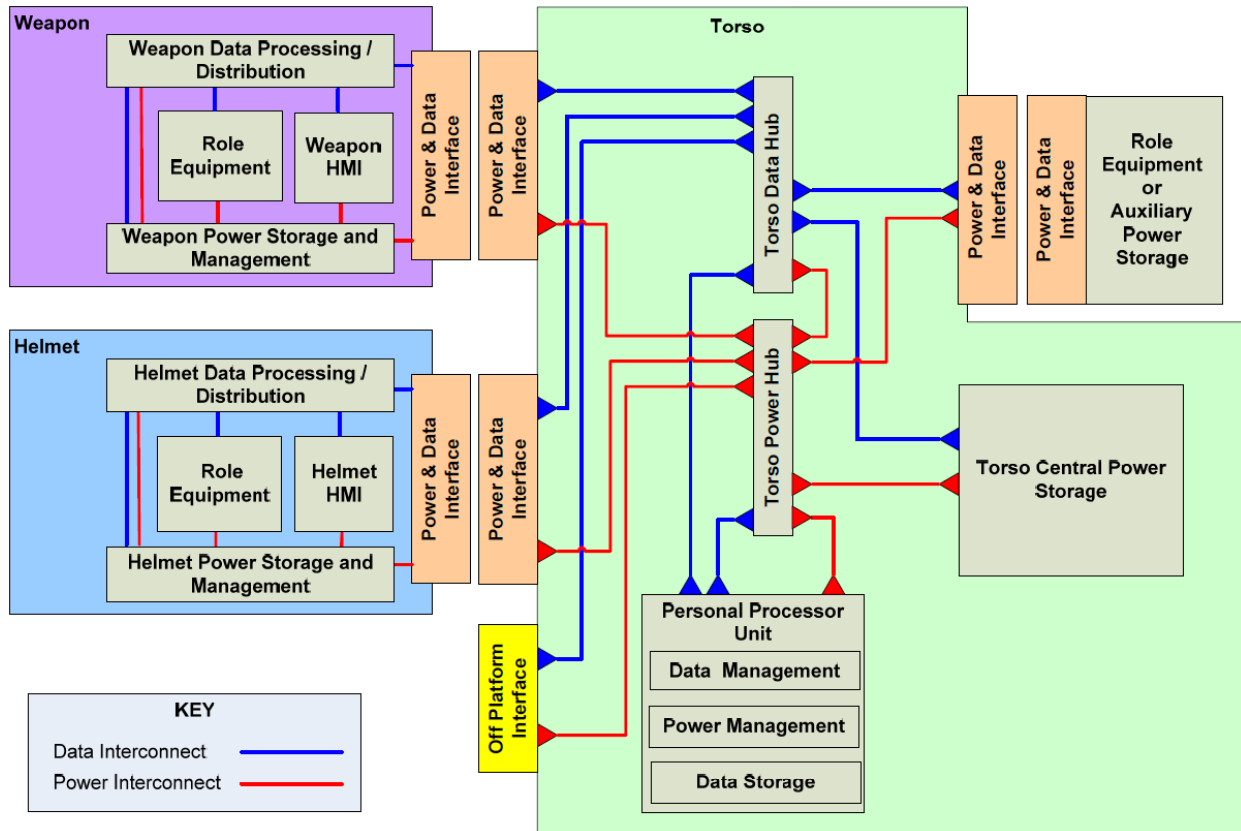 Weapon
Weapon Data Processing /
Distribution
Role
Equipment
Weapon
HMI
Weapon Power Storage and
Management
Power & Data
Interface
Power & Data
Interface
Torso
Torso Data Hub
Power & Data
Interface
Power & Data
Interface
Role
Equipment
or
Auxiliary
Power
Storage
Helmet
Helmet Data Processing /
Distribution
Role
Equipment
Helmet
HMI
Helmet Power Storage and
Management
Power & Data
Interface
Power & Data
Interface
Torso Power Hub
Torso Central Power
Storage
Off Platform
Interface
Personal Processor
Unit
Data Management
Power Management
Data Storage
KEY
Data Interconnect
Power Interconnect